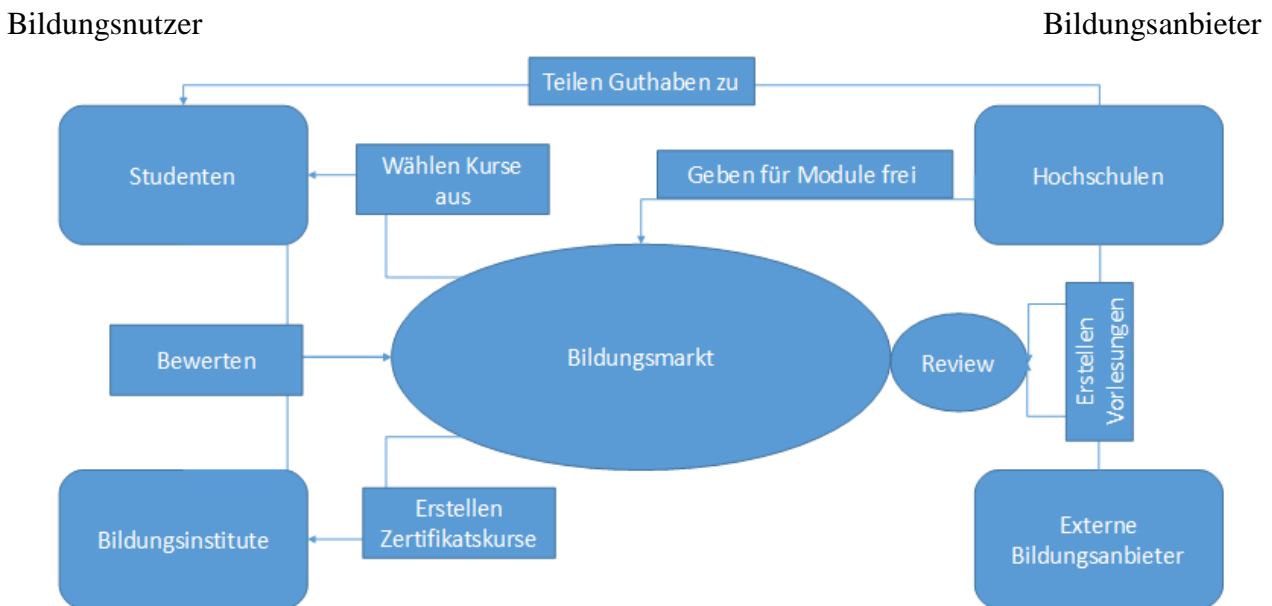 Bildungsnutzer
Bildungsanbieter
Teilen Guthaben zu
Studenten
Wählen Kurse
aus
Geben für Module frei
Hochschulen
Bewerten
Bildungsmarkt
Review
Erstellen
Vorlesungen
Bildungsinstitute
Erstellen
Zertifikatskurse
Externe
Bildungsanbieter